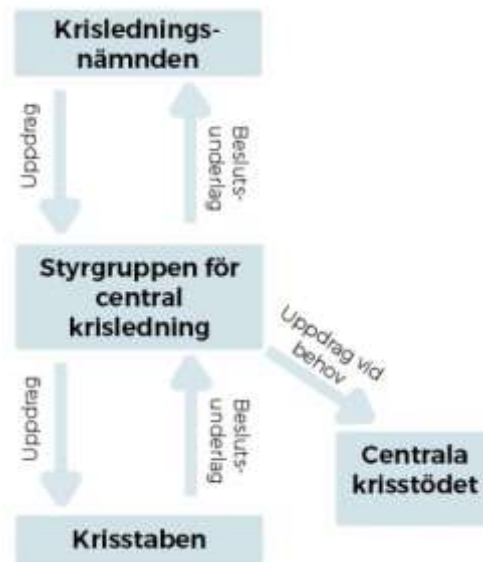 Krislednings-
nämnden
Uppdrag
Besluts-
underlag
Styrgruppen för
central
krisledning
Uppdrag vid
behov
Uppdrag
Besluts-
underlag
Centrala
krisstödet
Krisstaben